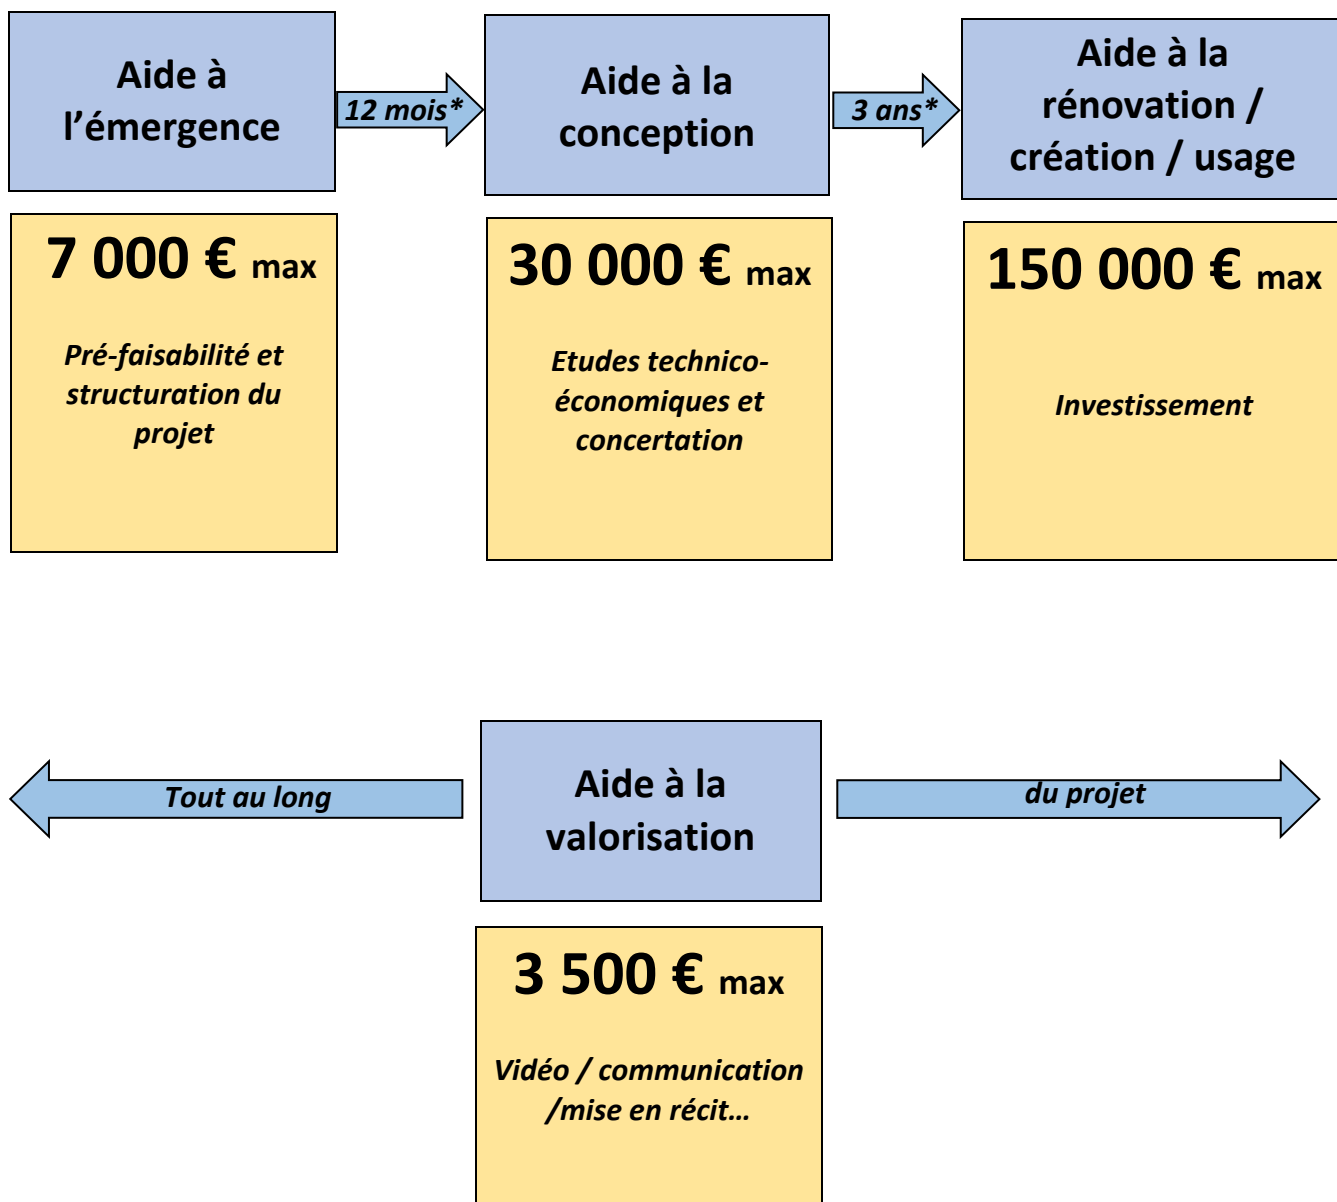 Aide à
l’émergence
12 mois*
Aide à la
conception
3 ans*
Aide à la
rénovation /
création / usage
7 000 € max
Pré-faisabilité et
structuration du
projet
30 000 € max
Etudes technico-
économiques et
concertation
150 000 € max
Investissement
Tout au long
Aide à la
valorisation
du projet
3 500 € max
Vidéo / communication
/mise en récit…